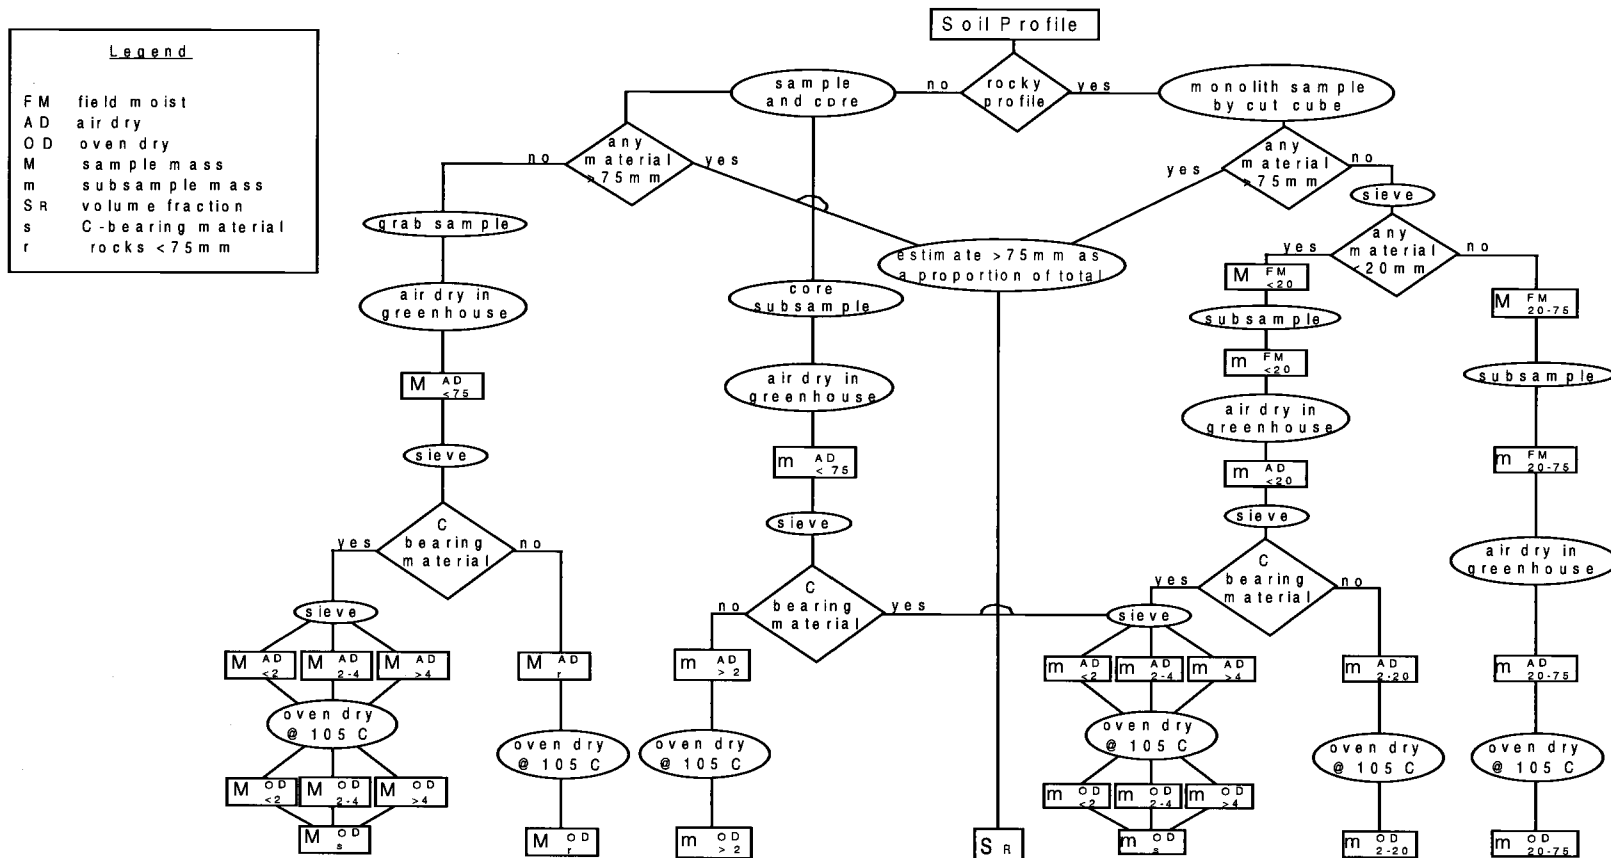 Soil Profile
Legend
FM field moist
AD air dry
OD oven dry
M sample mass
m subsample mass
SR volume fraction
s C-bearing material
r rocks <75mm
sample
and core
no
rocky
profile
yes
monolith sample
by cut cube
no
any
material
>75mm
yes
yes
any
material
>75mm
no
sieve
grab sample
estimate >75mm as
a proportion of total
yes
any
material
<20mm
no
air dry in
greenhouse
core
subsample
M FM <20
M FM 20-75
subsample
m FM <20
subsample
M AD <75
air dry in
greenhouse
air dry in
greenhouse
sieve
m AD <75
m AD <20
m FM 20-75
sieve
sieve
yes
C
bearing
material
no
air dry in
greenhouse
no
C
bearing
material
yes
yes
C
bearing
material
no
sieve
sieve
M AD <2
M AD 2-4
M AD >4
M AD r
m AD >2
m AD <2
m AD 2-4
m AD >4
m AD 2-20
m AD 20-75
oven dry
@ 105 C
oven dry
@ 105 C
oven dry
@ 105 C
oven dry
@ 105 C
oven dry
@ 105 C
oven dry
@ 105 C
M OD <2
M OD 2-4
M OD >4
m OD <2
m OD 2-4
m OD >4
M OD s
M OD r
m OD >2
SR
m OD s
m OD 2-20
m OD 20-75